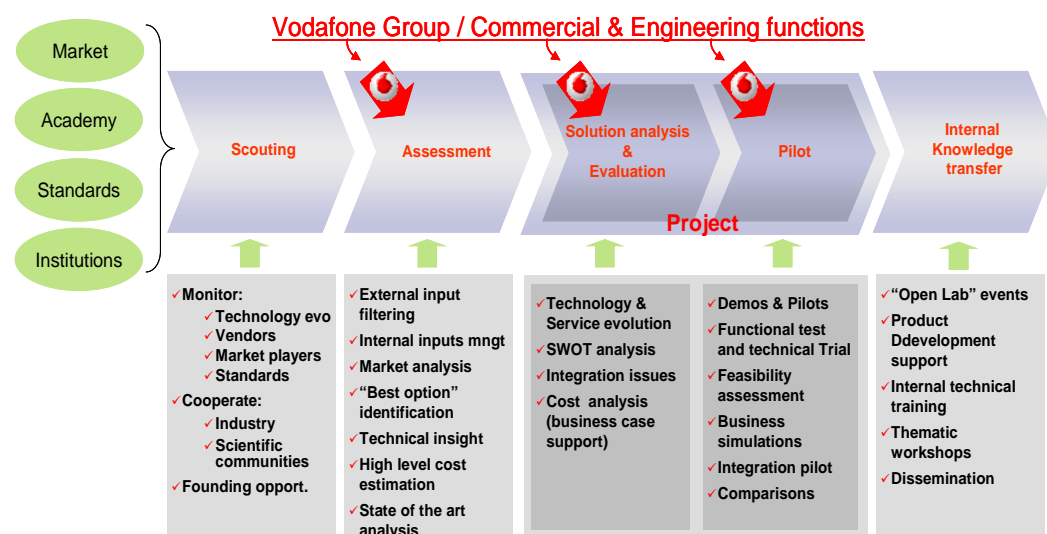 Vodafone Group / Commercial & Engineering functions
Market
Academy
Standards
Institutions
Scouting
Assessment
Solution analysis
&
Evaluation
Pilot
Internal
Knowledge
transfer
Project
Monitor:
Technology evo
Vendors
Market players
Standards
Cooperate:
Industry
Scientific
communities
Founding opport.
External input
filtering
Internal inputs mngt
Market analysis
“Best option”
identification
Technical insight
High level cost
estimation
State of the art
analysis
Technology &
Service evolution
SWOT analysis
Integration issues
Cost analysis
(business case
support)
Demos & Pilots
Functional test
and technical Trial
Feasibility
assessment
Business
simulations
Integration pilot
Comparisons
“Open Lab” events
Product
Ddevelopment
support
Internal technical
training
Thematic
workshops
Dissemination